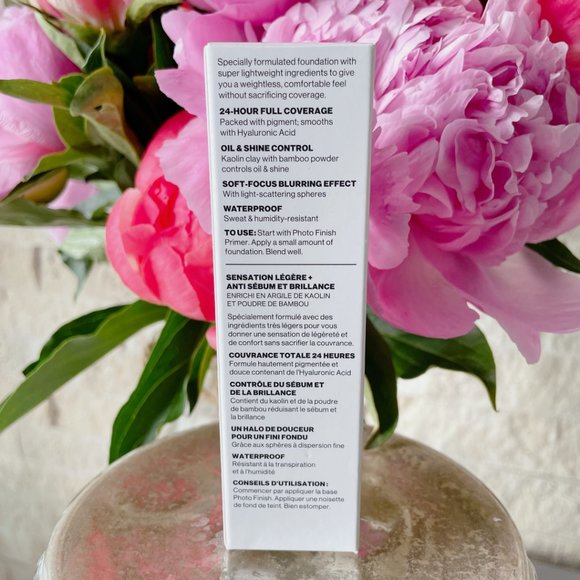 Specially formulated foundation with
super lightweight ingredients to give
you a weightless, comfortable feel
without sacrificing coverage.
24-HOUR FULL COVERAGE
Packed with pigment; smooths
with Hyaluronic Acid
OIL & SHINE CONTROL
Kaolin clay with bamboo powder
controls oil & shine
SOFT-FOCUS BLURRING EFFECT
With light-scattering spheres
WATERPROOF
Sweat & humidity-resistant
TO USE: Start with Photo Finish
Primer. Apply a small amount of
foundation. Blend well.
SENSATION LÉGÈRE +
ANTI SÉBUM ET BRILLANCE
ENRICHI EN ARGILE DE KAOLIN
ET POUDRE DE BAMBOU
Spécialement formulé avec des
ingrédients très légers pour vous
donner une sensation de légèreté et
de confort sans sacrifier la couvrance.
COUVRANCE TOTALE 24 HEURES
Formule hautement pigmentée et
douce contenant de l'Hyaluronic Acid
CONTRÔLE DU SÉBUM ET
DE LA BRILLANCE
Contient du kaolin et de la poudre
de bambou réduisant le sébum et
la brillance
UN HALO DE DOUCEUR
POUR UN FINI FONDU
Grâce aux sphères à dispersion fine
WATERPROOF
Résistant à la transpiration
et à l'humidité
CONSEILS D'UTILISATION :
Commencer par appliquer la base
Photo Finish. Appliquer une noisette
de fond de teint. Bien estomper.